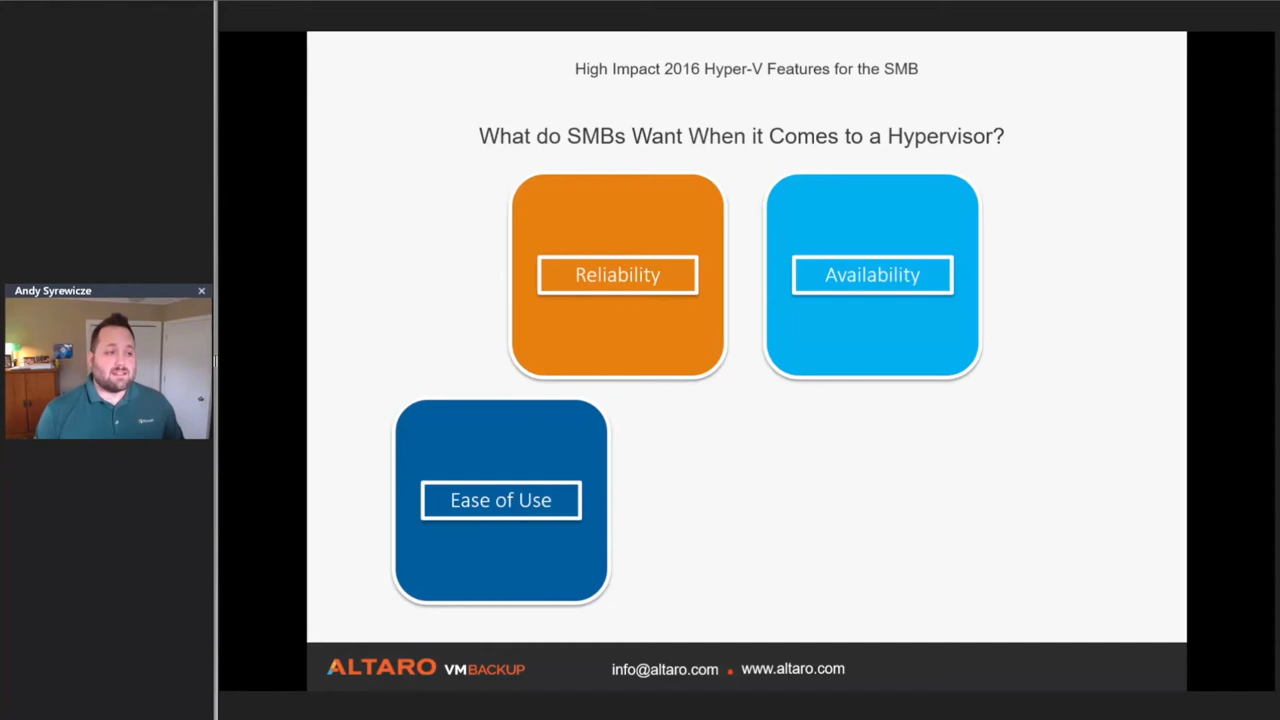 High Impact 2016 Hyper-V Features for the SMB
What do SMBs Want When it Comes to a Hypervisor?
Reliability
Availability
Andy Syrewicze
Ease of Use
ALTARO VMBACKUP
info@altaro.com ▪ www.altaro.com